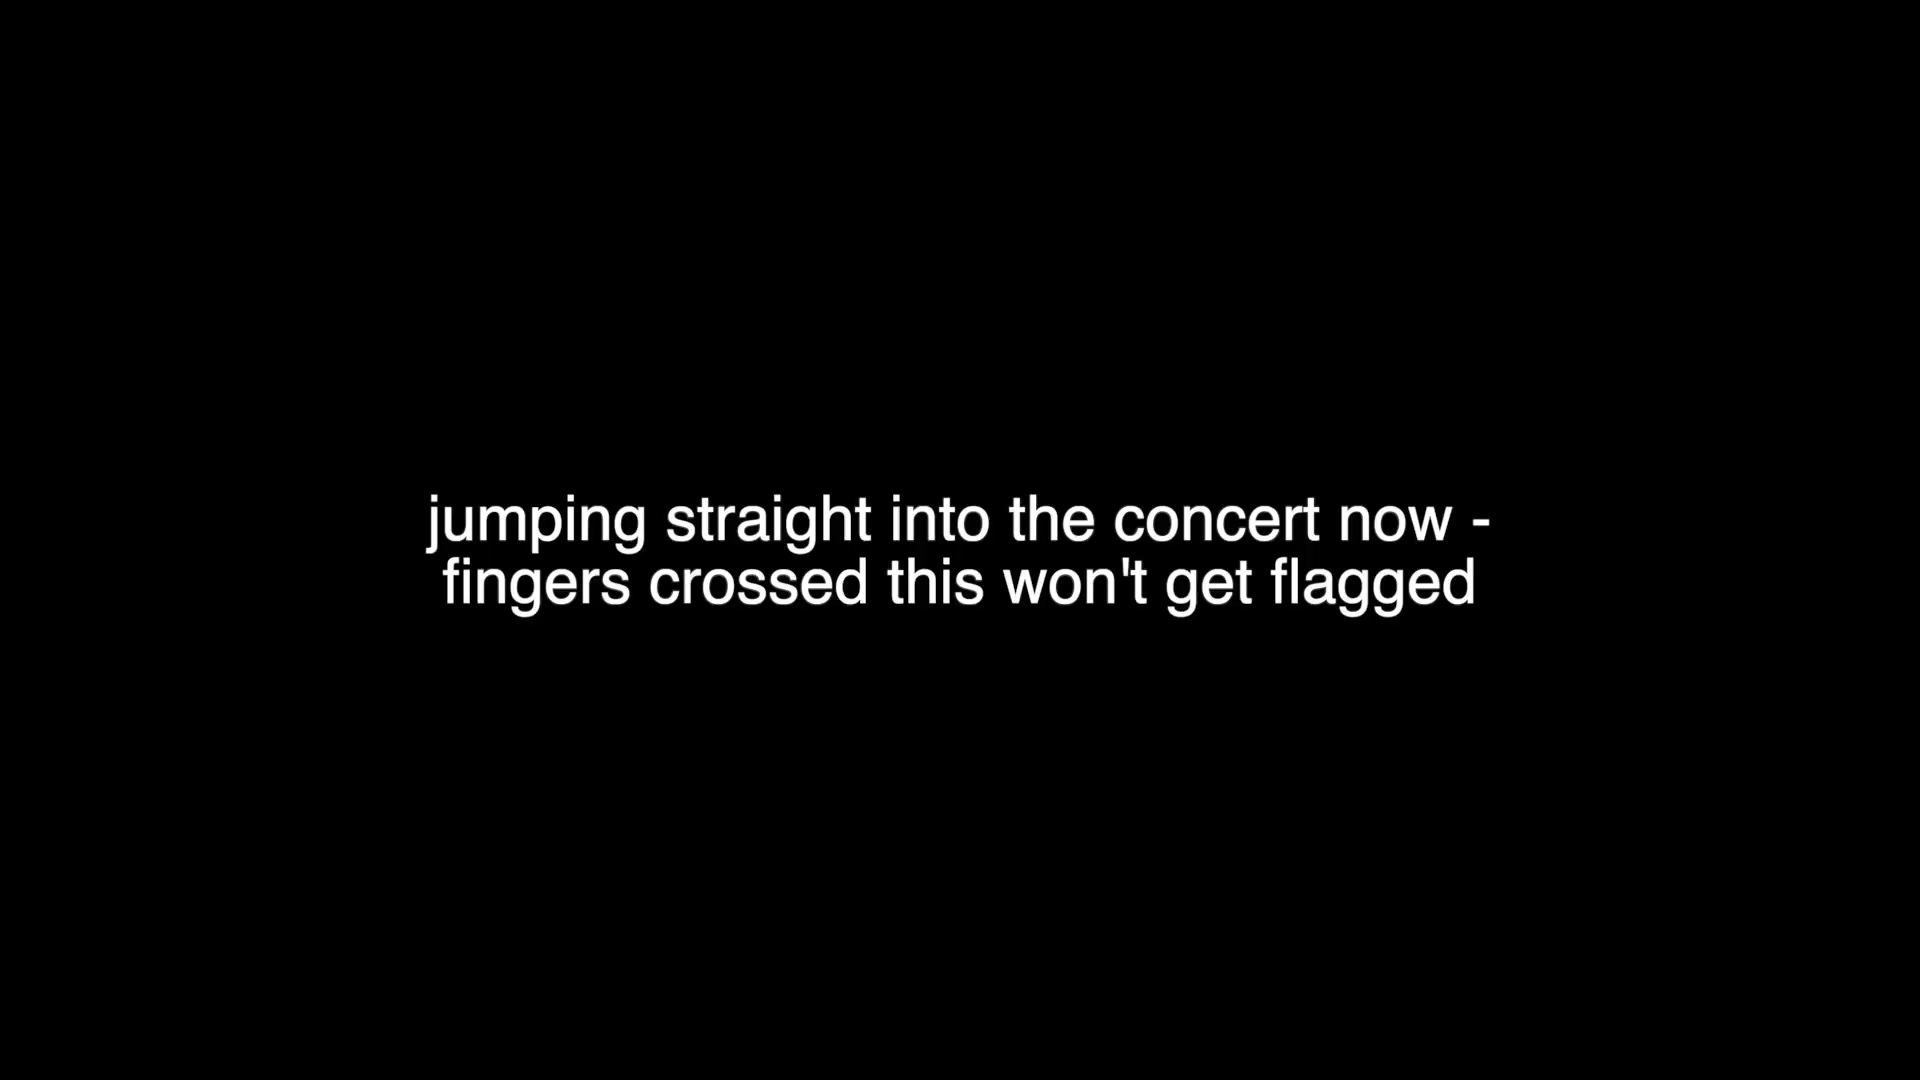 jumping straight into the concert now -
fingers crossed this won't get flagged